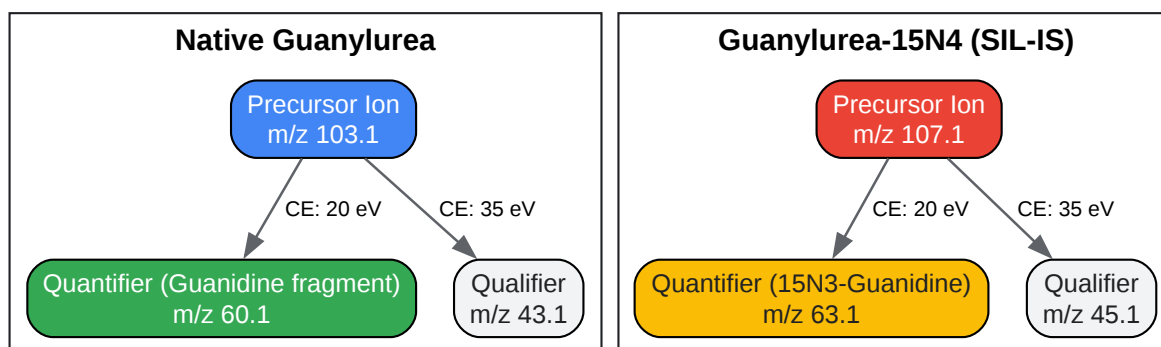 Native Guanylurea
Precursor Ion
m/z 103.1
CE: 20 eV
CE: 35 eV
Quantifier (Guanidine fragment)
m/z 60.1
Qualifier
m/z 43.1
Guanylurea-15N4 (SIL-IS)
Precursor Ion
m/z 107.1
CE: 20 eV
CE: 35 eV
Quantifier (15N3-Guanidine)
m/z 63.1
Qualifier
m/z 45.1